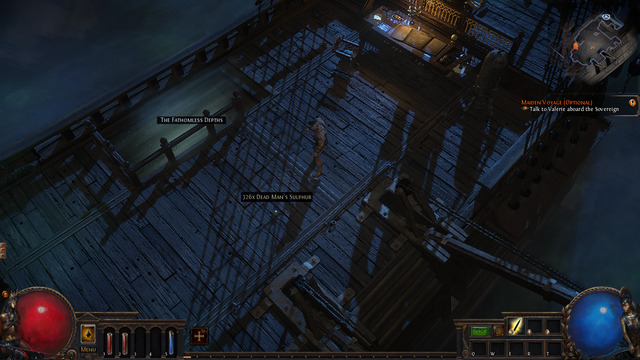 Maiden Voyage (Optional)
Talk to Valerie aboard the Sovereign
The Fathomless Depths
326x Dead Man's Sulphur
Menu
Q W E R T